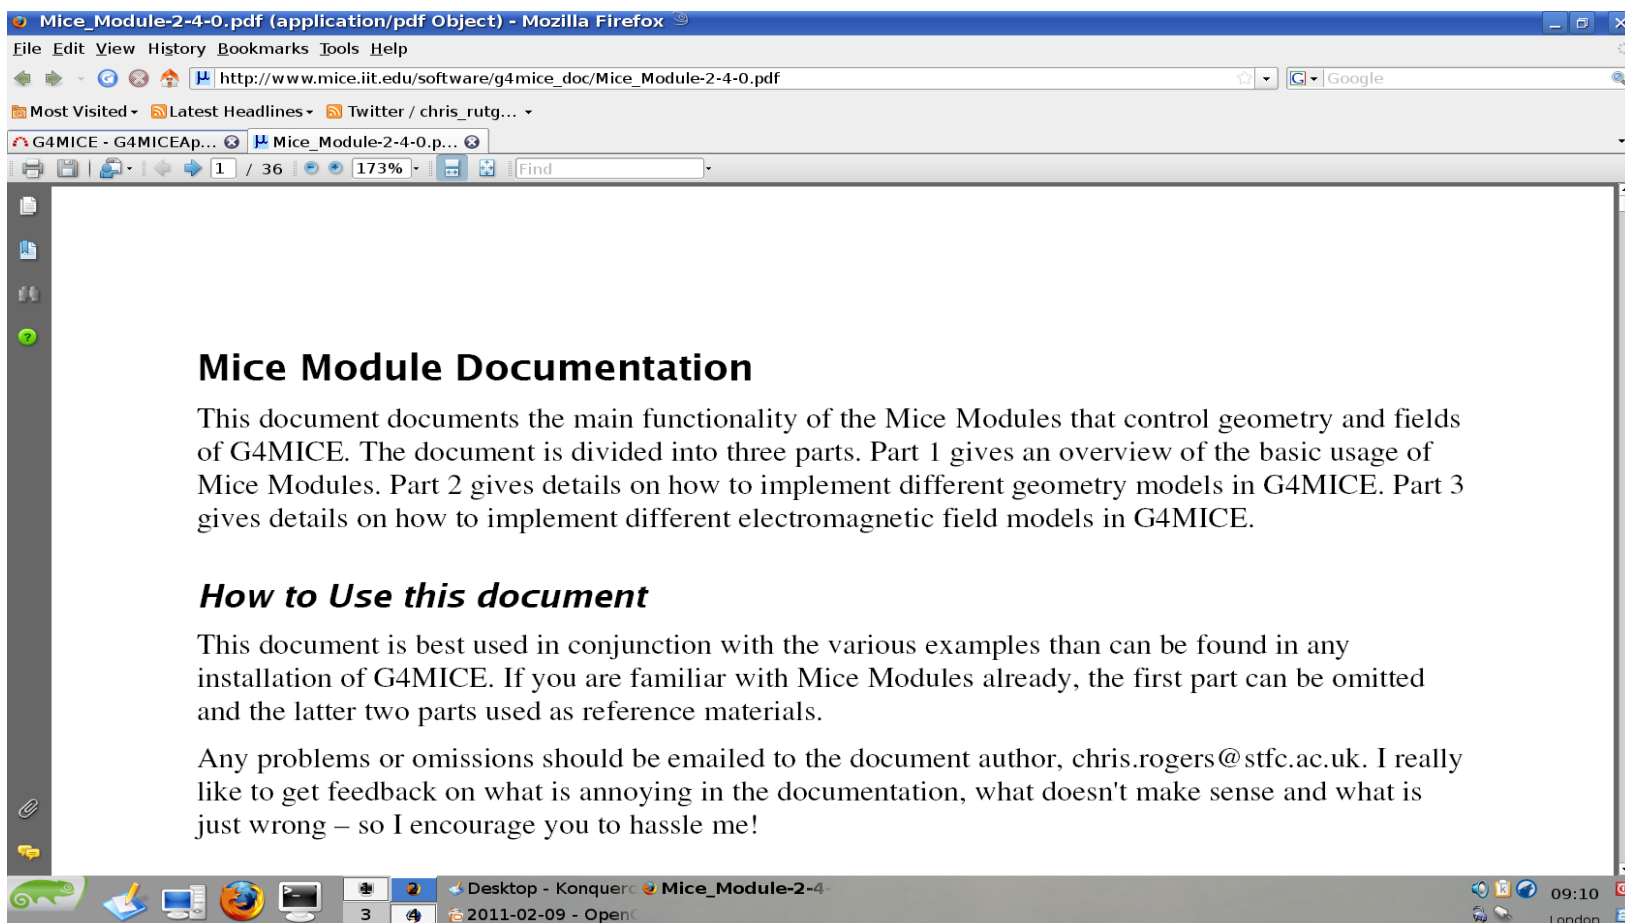 Mice_Module-2-4-0.pdf (application/pdf Object) - Mozilla Firefox
File Edit View History Bookmarks Tools Help
http://www.mice.iit.edu/software/g4mice_doc/Mice_Module-2-4-0.pdf
G Google
Most Visited Latest Headlines Twitter / chris_rutg...
G4MICE - G4MICEAp... Mice_Module-2-4-0.p...
1 / 36 173% Find
Mice Module Documentation
This document documents the main functionality of the Mice Modules that control geometry and fields
of G4MICE. The document is divided into three parts. Part 1 gives an overview of the basic usage of
Mice Modules. Part 2 gives details on how to implement different geometry models in G4MICE. Part 3
gives details on how to implement different electromagnetic field models in G4MICE.
How to Use this document
This document is best used in conjunction with the various examples than can be found in any
installation of G4MICE. If you are familiar with Mice Modules already, the first part can be omitted
and the latter two parts used as reference materials.
Any problems or omissions should be emailed to the document author, chris.rogers@stfc.ac.uk. I really
like to get feedback on what is annoying in the documentation, what doesn't make sense and what is
just wrong – so I encourage you to hassle me!
2 Desktop - Konquerc Mice_Module-2-4-
09:10
3 4 2011-02-09 - OpenC
London